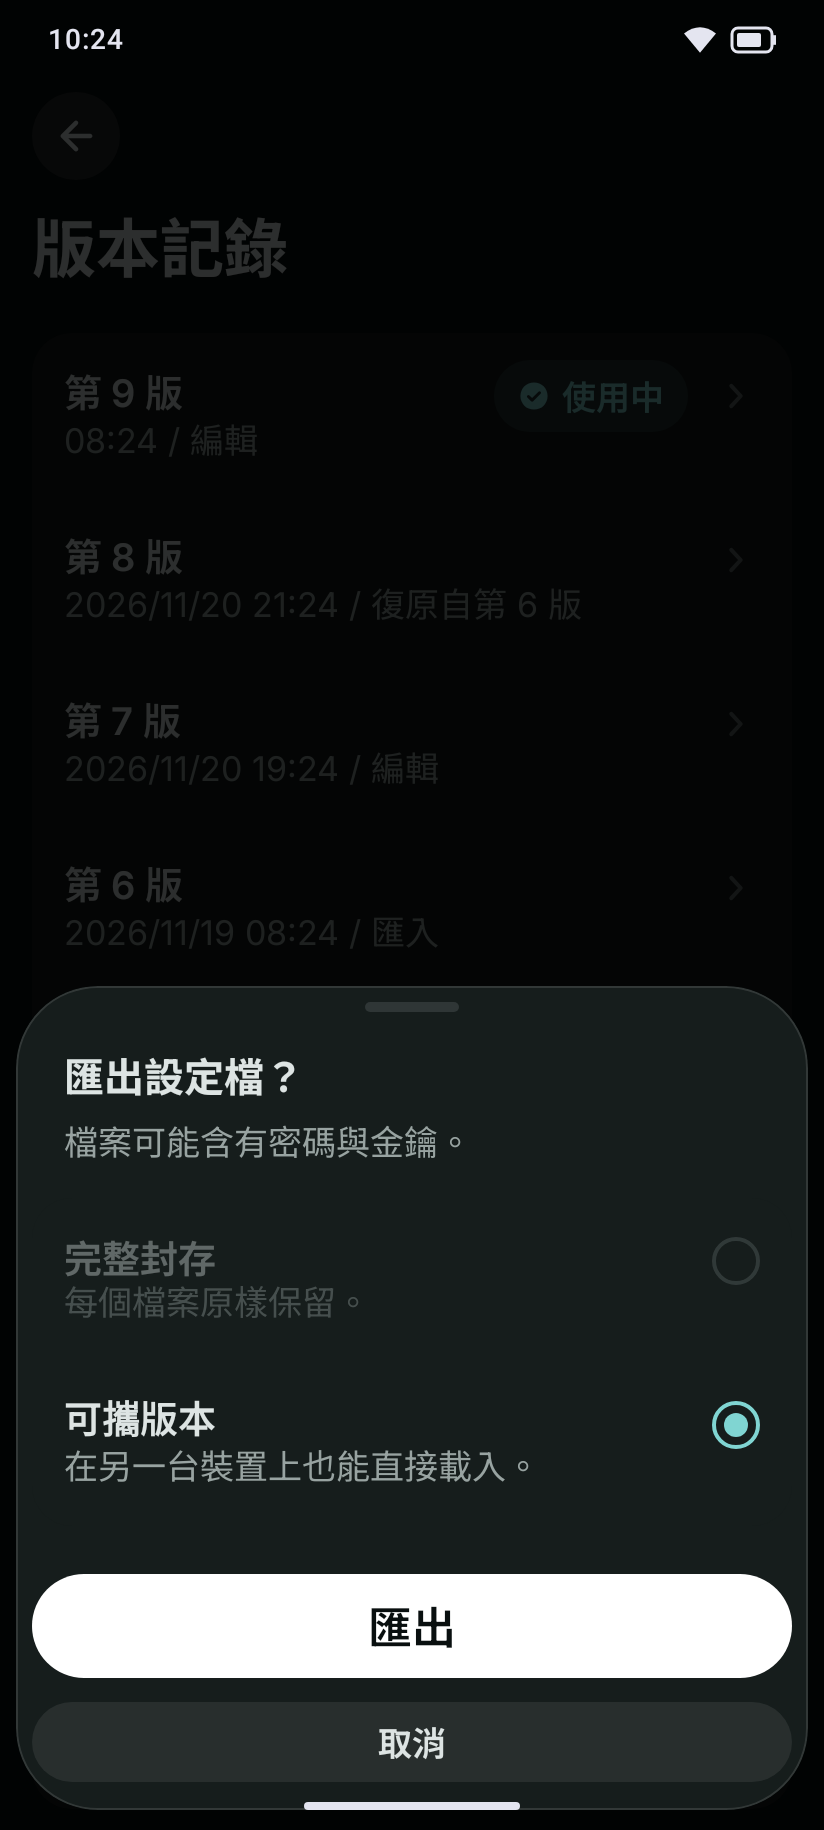 10:24
版本記錄
第 9 版
使用中
08:24 / 編輯
第 8 版
2026/11/20 21:24 / 復原自第 6 版
第 7 版
2026/11/20 19:24 / 編輯
第 6 版
2026/11/19 08:24 / 匯入
匯出設定檔？
檔案可能含有密碼與金鑰。
完整封存
每個檔案原樣保留。
可攜版本
在另一台裝置上也能直接載入。
匯出
取消